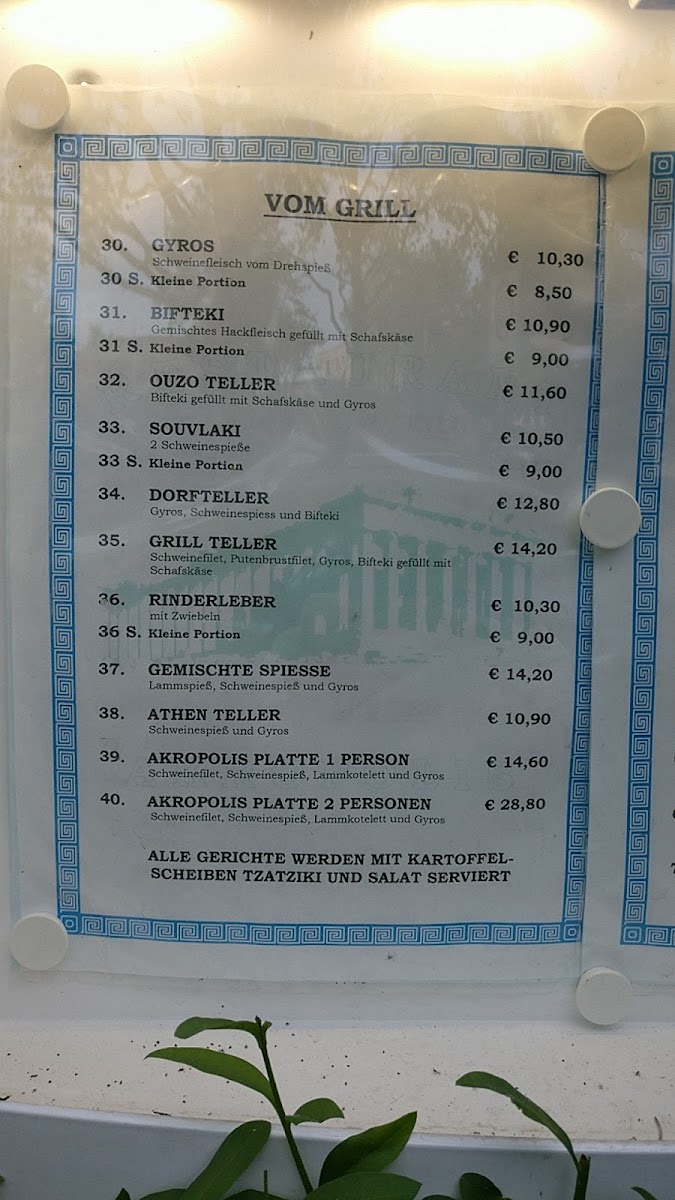 VOM GRILL
30. GYROS € 10,30
Schweinefleisch vom Drehspieß
30 S. Kleine Portion € 8,50
31. BIFTEKI € 10,90
Gemischtes Hackfleisch gefüllt mit Schafskäse
31 S. Kleine Portion € 9,00
32. OUZO TELLER € 11,60
Bifteki gefüllt mit Schafskäse und Gyros
33. SOUVLAKI € 10,50
2 Schweinespieße
33 S. Kleine Portion € 9,00
34. DORFTELLER € 12,80
Gyros, Schweinespiess und Bifteki
35. GRILL TELLER € 14,20
Schweinefilet, Putenbrustfilet, Gyros, Bifteki gefüllt mit
Schafskäse
36. RINDERLEBER € 10,30
mit Zwiebeln
36 S. Kleine Portion € 9,00
37. GEMISCHTE SPIESSE € 14,20
Lammspieß, Schweinespieß und Gyros
38. ATHEN TELLER € 10,90
Schweinespieß und Gyros
39. AKROPOLIS PLATTE 1 PERSON € 14,60
Schweinefilet, Schweinespieß, Lammkotelett und Gyros
40. AKROPOLIS PLATTE 2 PERSONEN € 28,80
Schweinefilet, Schweinespieß, Lammkotelett und Gyros
ALLE GERICHTE WERDEN MIT KARTOFFEL-
SCHEIBEN TZATZIKI UND SALAT SERVIERT